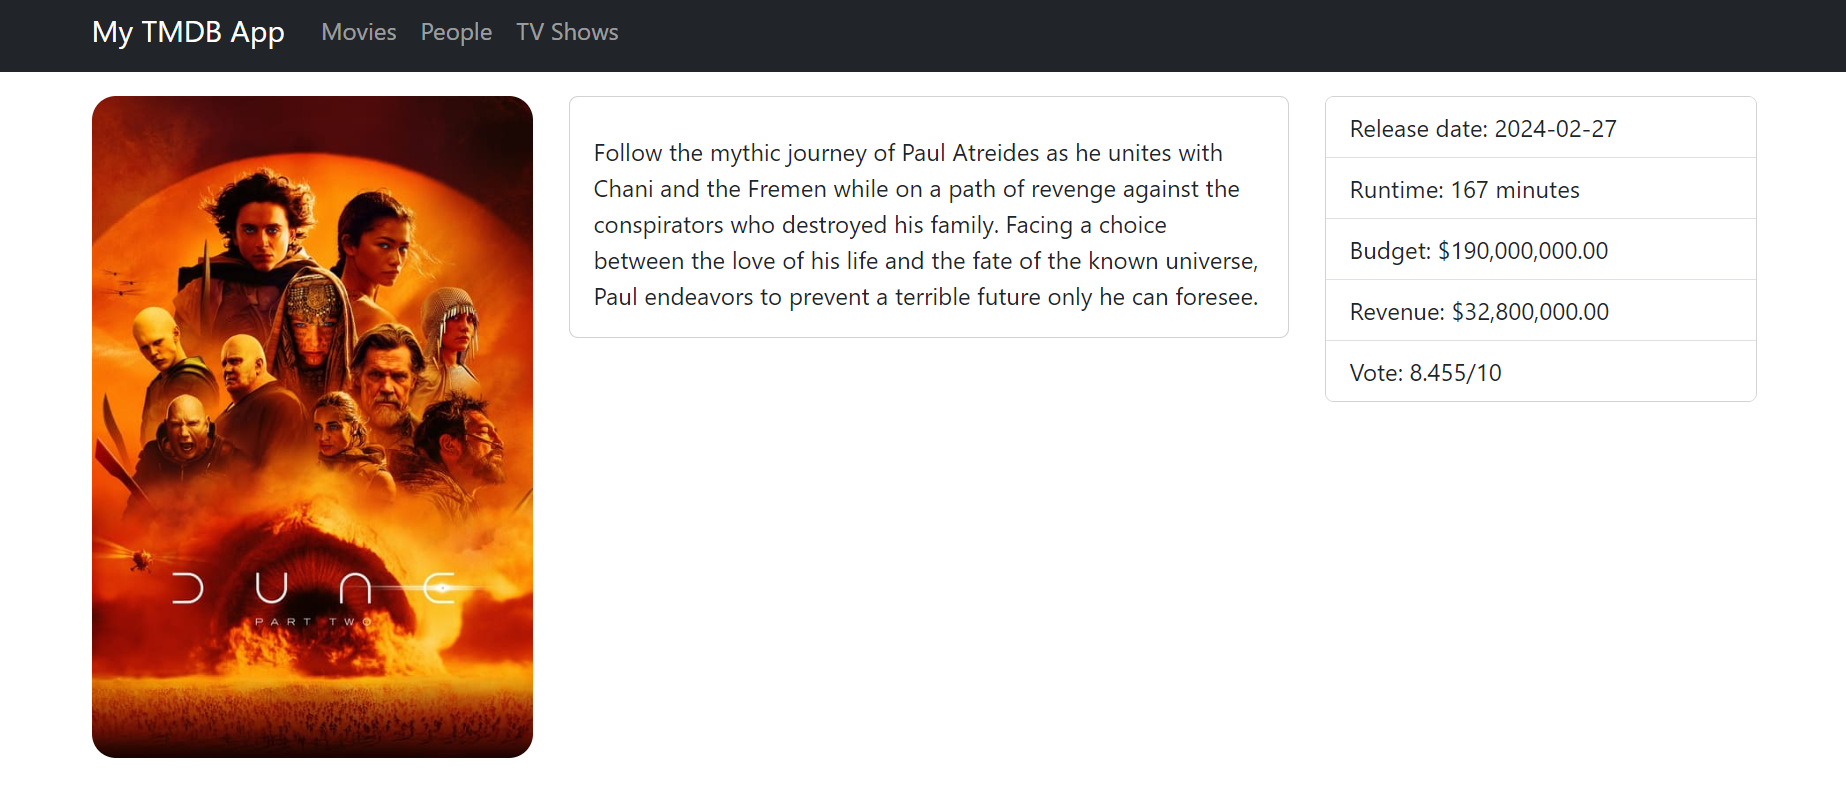 My TMDB App Movies People TV Shows
DUNE
PART TWO
Follow the mythic journey of Paul Atreides as he unites with
Chani and the Fremen while on a path of revenge against the
conspirators who destroyed his family. Facing a choice
between the love of his life and the fate of the known universe,
Paul endeavors to prevent a terrible future only he can foresee.
Release date: 2024-02-27
Runtime: 167 minutes
Budget: $190,000,000.00
Revenue: $32,800,000.00
Vote: 8.455/10